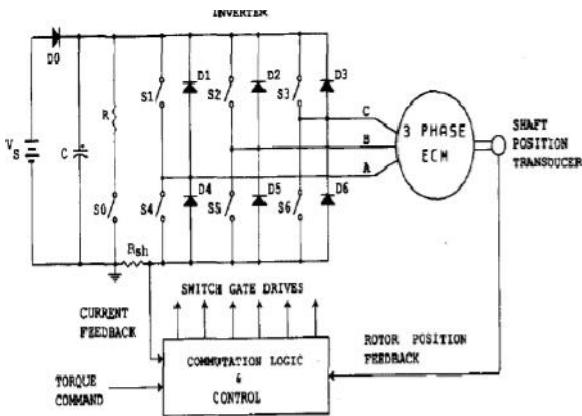 INVERTER
D0
D1
D2
D3
S1
S2
S3
R
C
VS
C
B
A
3 PHASE
ECM
SHAFT
POSITION
TRANSDUCER
S0
S4
D4
S5
D5
S6
D6
Rsh
SWITCH GATE DRIVES
CURRENT
FEEDBACK
ROTOR POSITION
FEEDBACK
COMMUTATION LOGIC
&
CONTROL
TORQUE
COMMAND